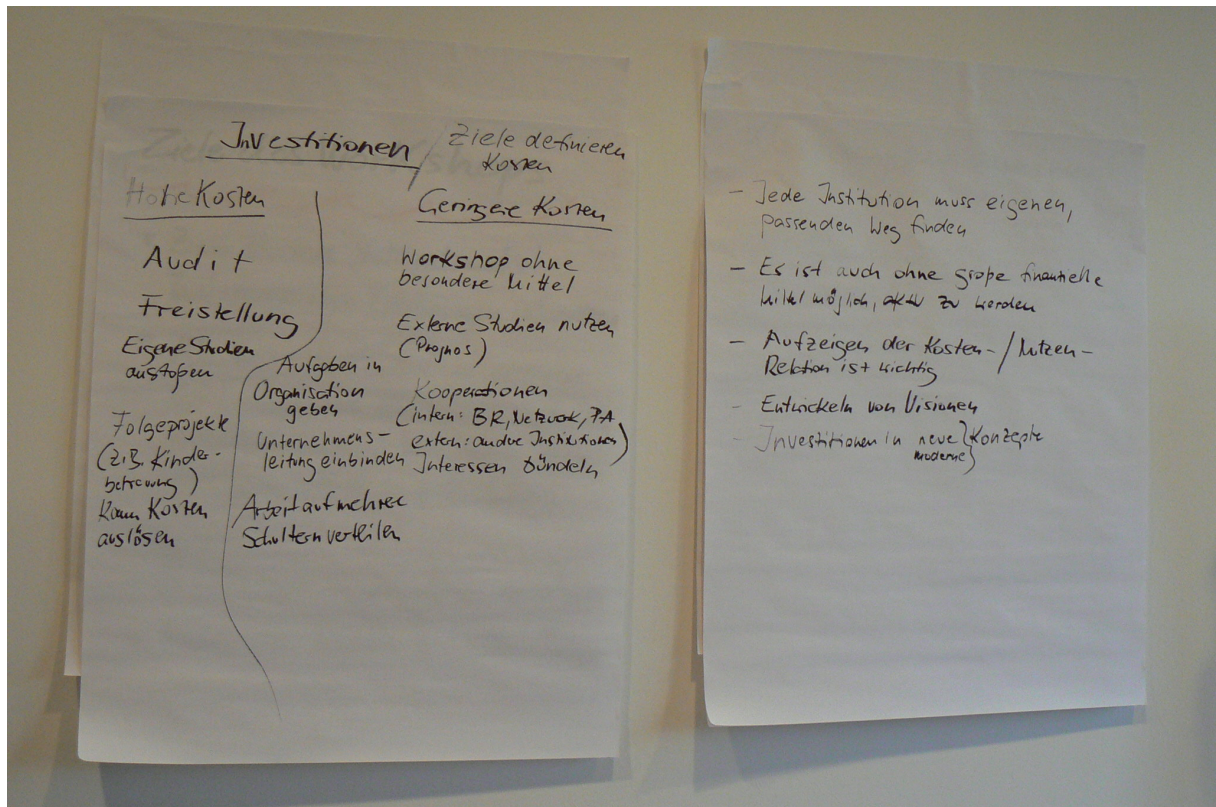 Investitionen /
Ziele definieren
Kosten
Hohe Kosten
Audit
Freistellung
Eigene Studien
anstoßen
Folgeprojekte
(z.B. Kinder-
betreuung)
Kann Kosten
auslösen
Geringere Kosten
Workshop ohne
besondere Mittel
Externe Studien nutzen
(Prognos)
Kooperationen
(intern: BR, Netzwerk, PA
extern: andere Institutionen)
Interessen bündeln
Aufgaben in
Organisation
geben
Unternehmens-
leitung einbinden
Arbeit auf mehrere
Schultern verteilen
- Jede Institution muss eigenen,
passenden Weg finden
- Es ist auch ohne große finanzielle
Mittel möglich, aktiv zu werden
- Aufzeigen der Kosten-/Nutzen-
Relation ist wichtig
- Entwickeln von Visionen
- Investitionen in neue } Konzepte
moderne }